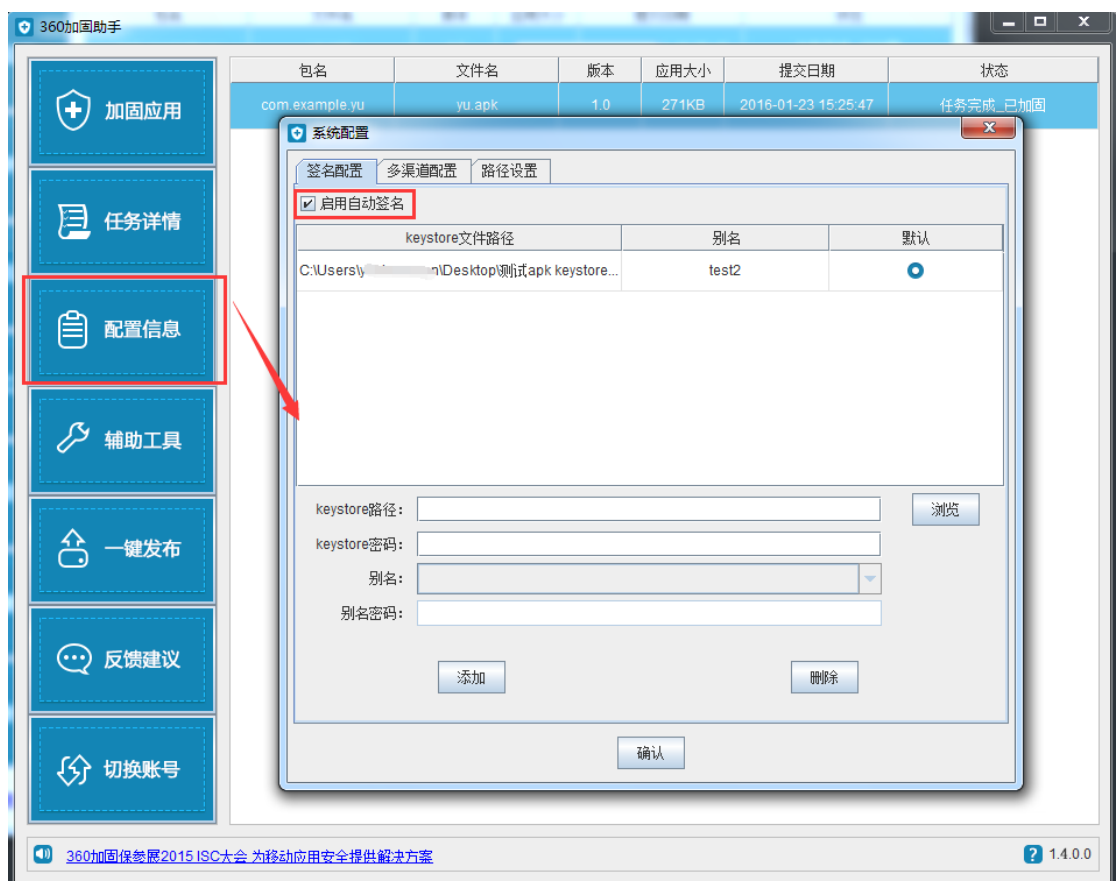 360加固助手
加固应用
任务详情
配置信息
辅助工具
一键发布
反馈建议
切换账号
包名 文件名 版本 应用大小 提交日期 状态
com.example.yu yu.apk 1.0 271KB 2016-01-23 15:25:47 任务完成_已加固
系统配置
签名配置 多渠道配置 路径设置
启用自动签名
keystore文件路径 别名 默认
C:\Users\y n\Desktop\测试apk keystore... test2
keystore路径: 浏览
keystore密码:
别名:
别名密码:
添加 删除
确认
360加固保参展2015 ISC大会 为移动应用安全提供解决方案 1.4.0.0